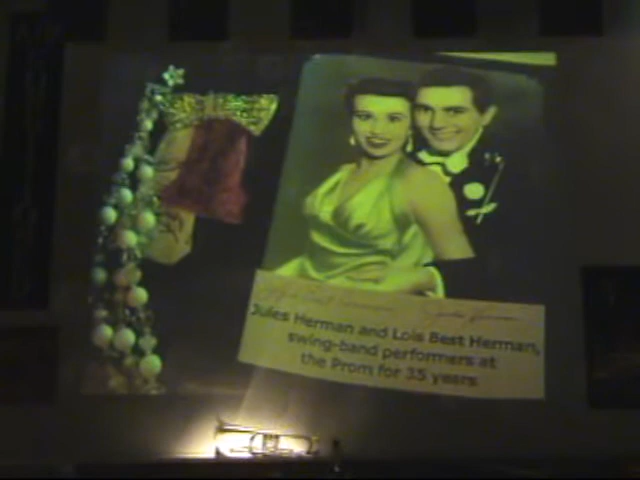 Jules Herman and Lois Best Herman,
swing-band performers at
the Prom for 35 years